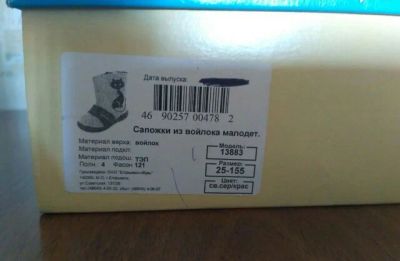 Дата выпуска:
46 90257 00478 2
Сапожки из войлока малодет.
Материал верха: войлок
Материал подкл:
Материал подош. ТЭП
Полн.: 4 Фасон 121
Модель:
13883
Размер:
25-155
Цвет:
св.сер/крас